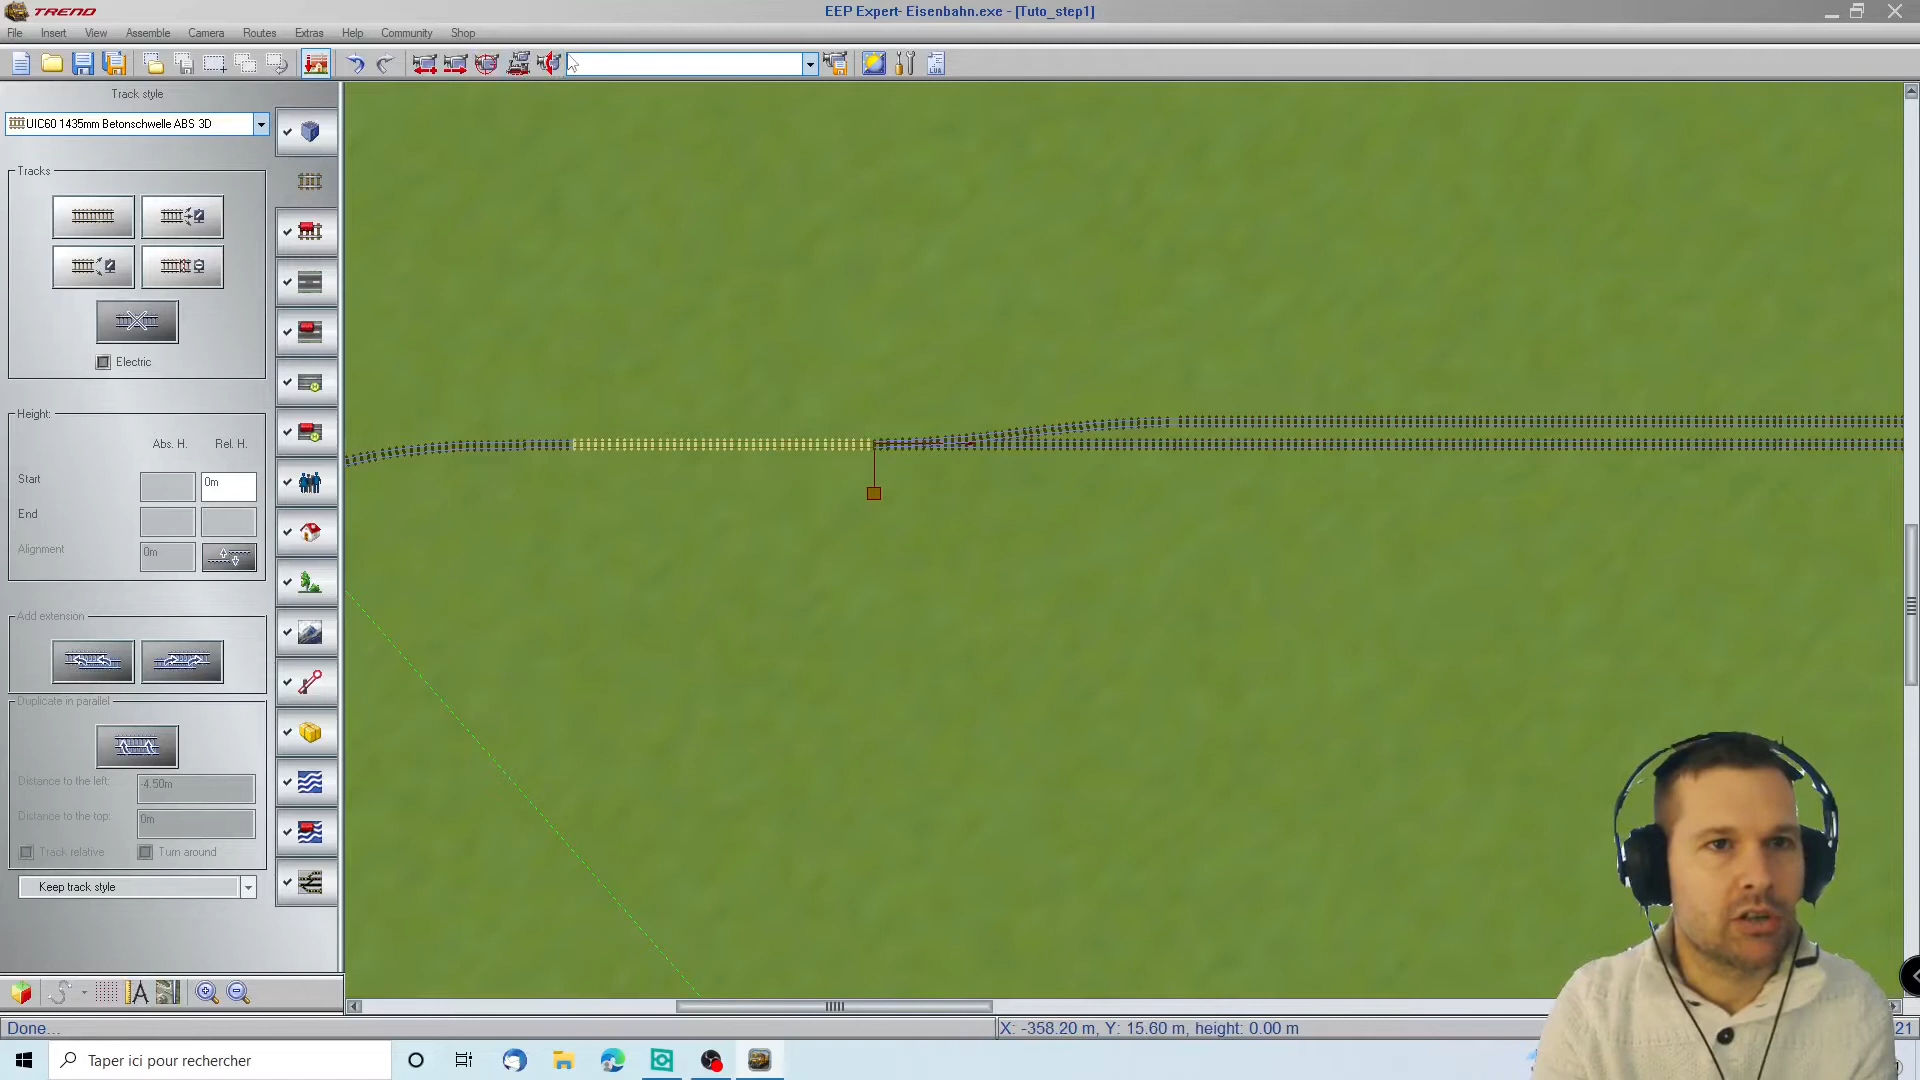 TREND
EEP Expert- Eisenbahn.exe - [Tuto_step1]
File Insert View Assemble Camera Routes Extras Help Community Shop
LUA
Track style
UIC60 1435mm Betonschwelle ABS 3D
Tracks
Electric
Height:
Abs. H. Rel. H.
Start 0m
End
Alignment 0m
Add extension
Duplicate in parallel
Distance to the left: -4.50m
Distance to the top: 0m
Track relative Turn around
Keep track style
Done...
X: -358.20 m, Y: 15.60 m, height: 0.00 m
21
Taper ici pour rechercher